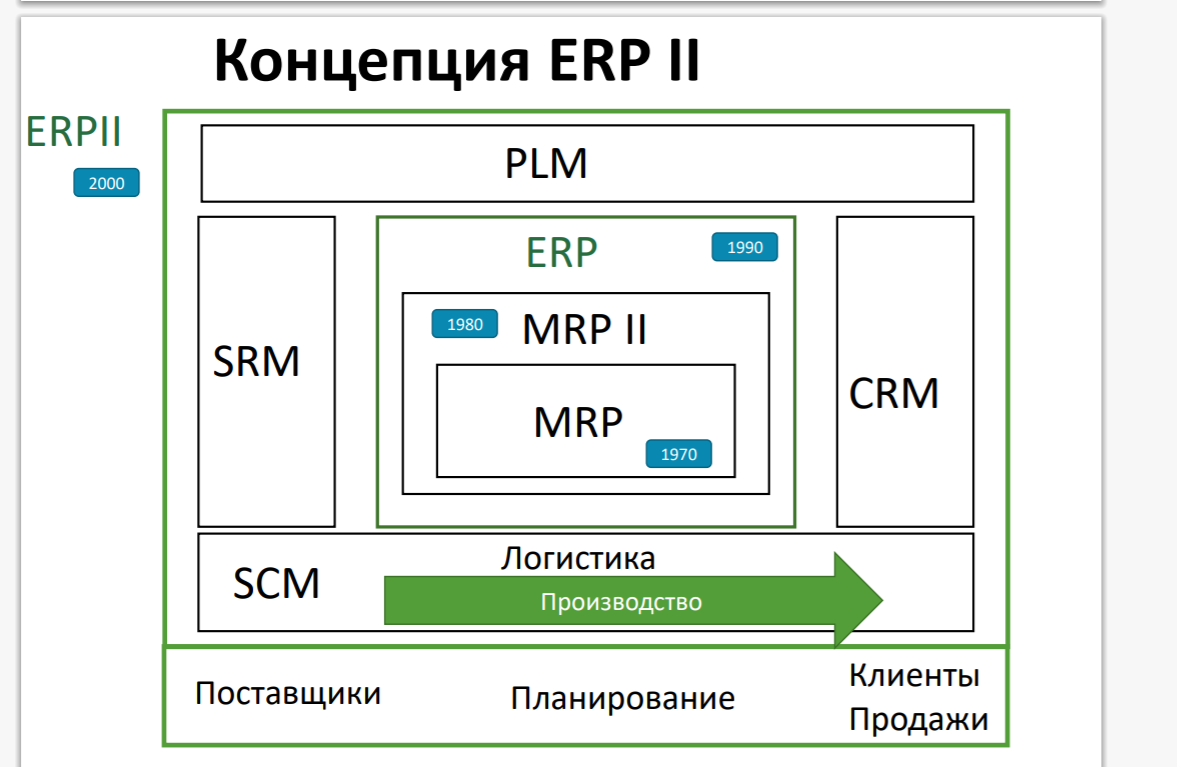 Концепция ERP II
ERPII
2000
PLM
SRM
ERP
1990
1980
MRP II
MRP
1970
CRM
SCM
Логистика
Производство
Поставщики
Планирование
Клиенты
Продажи